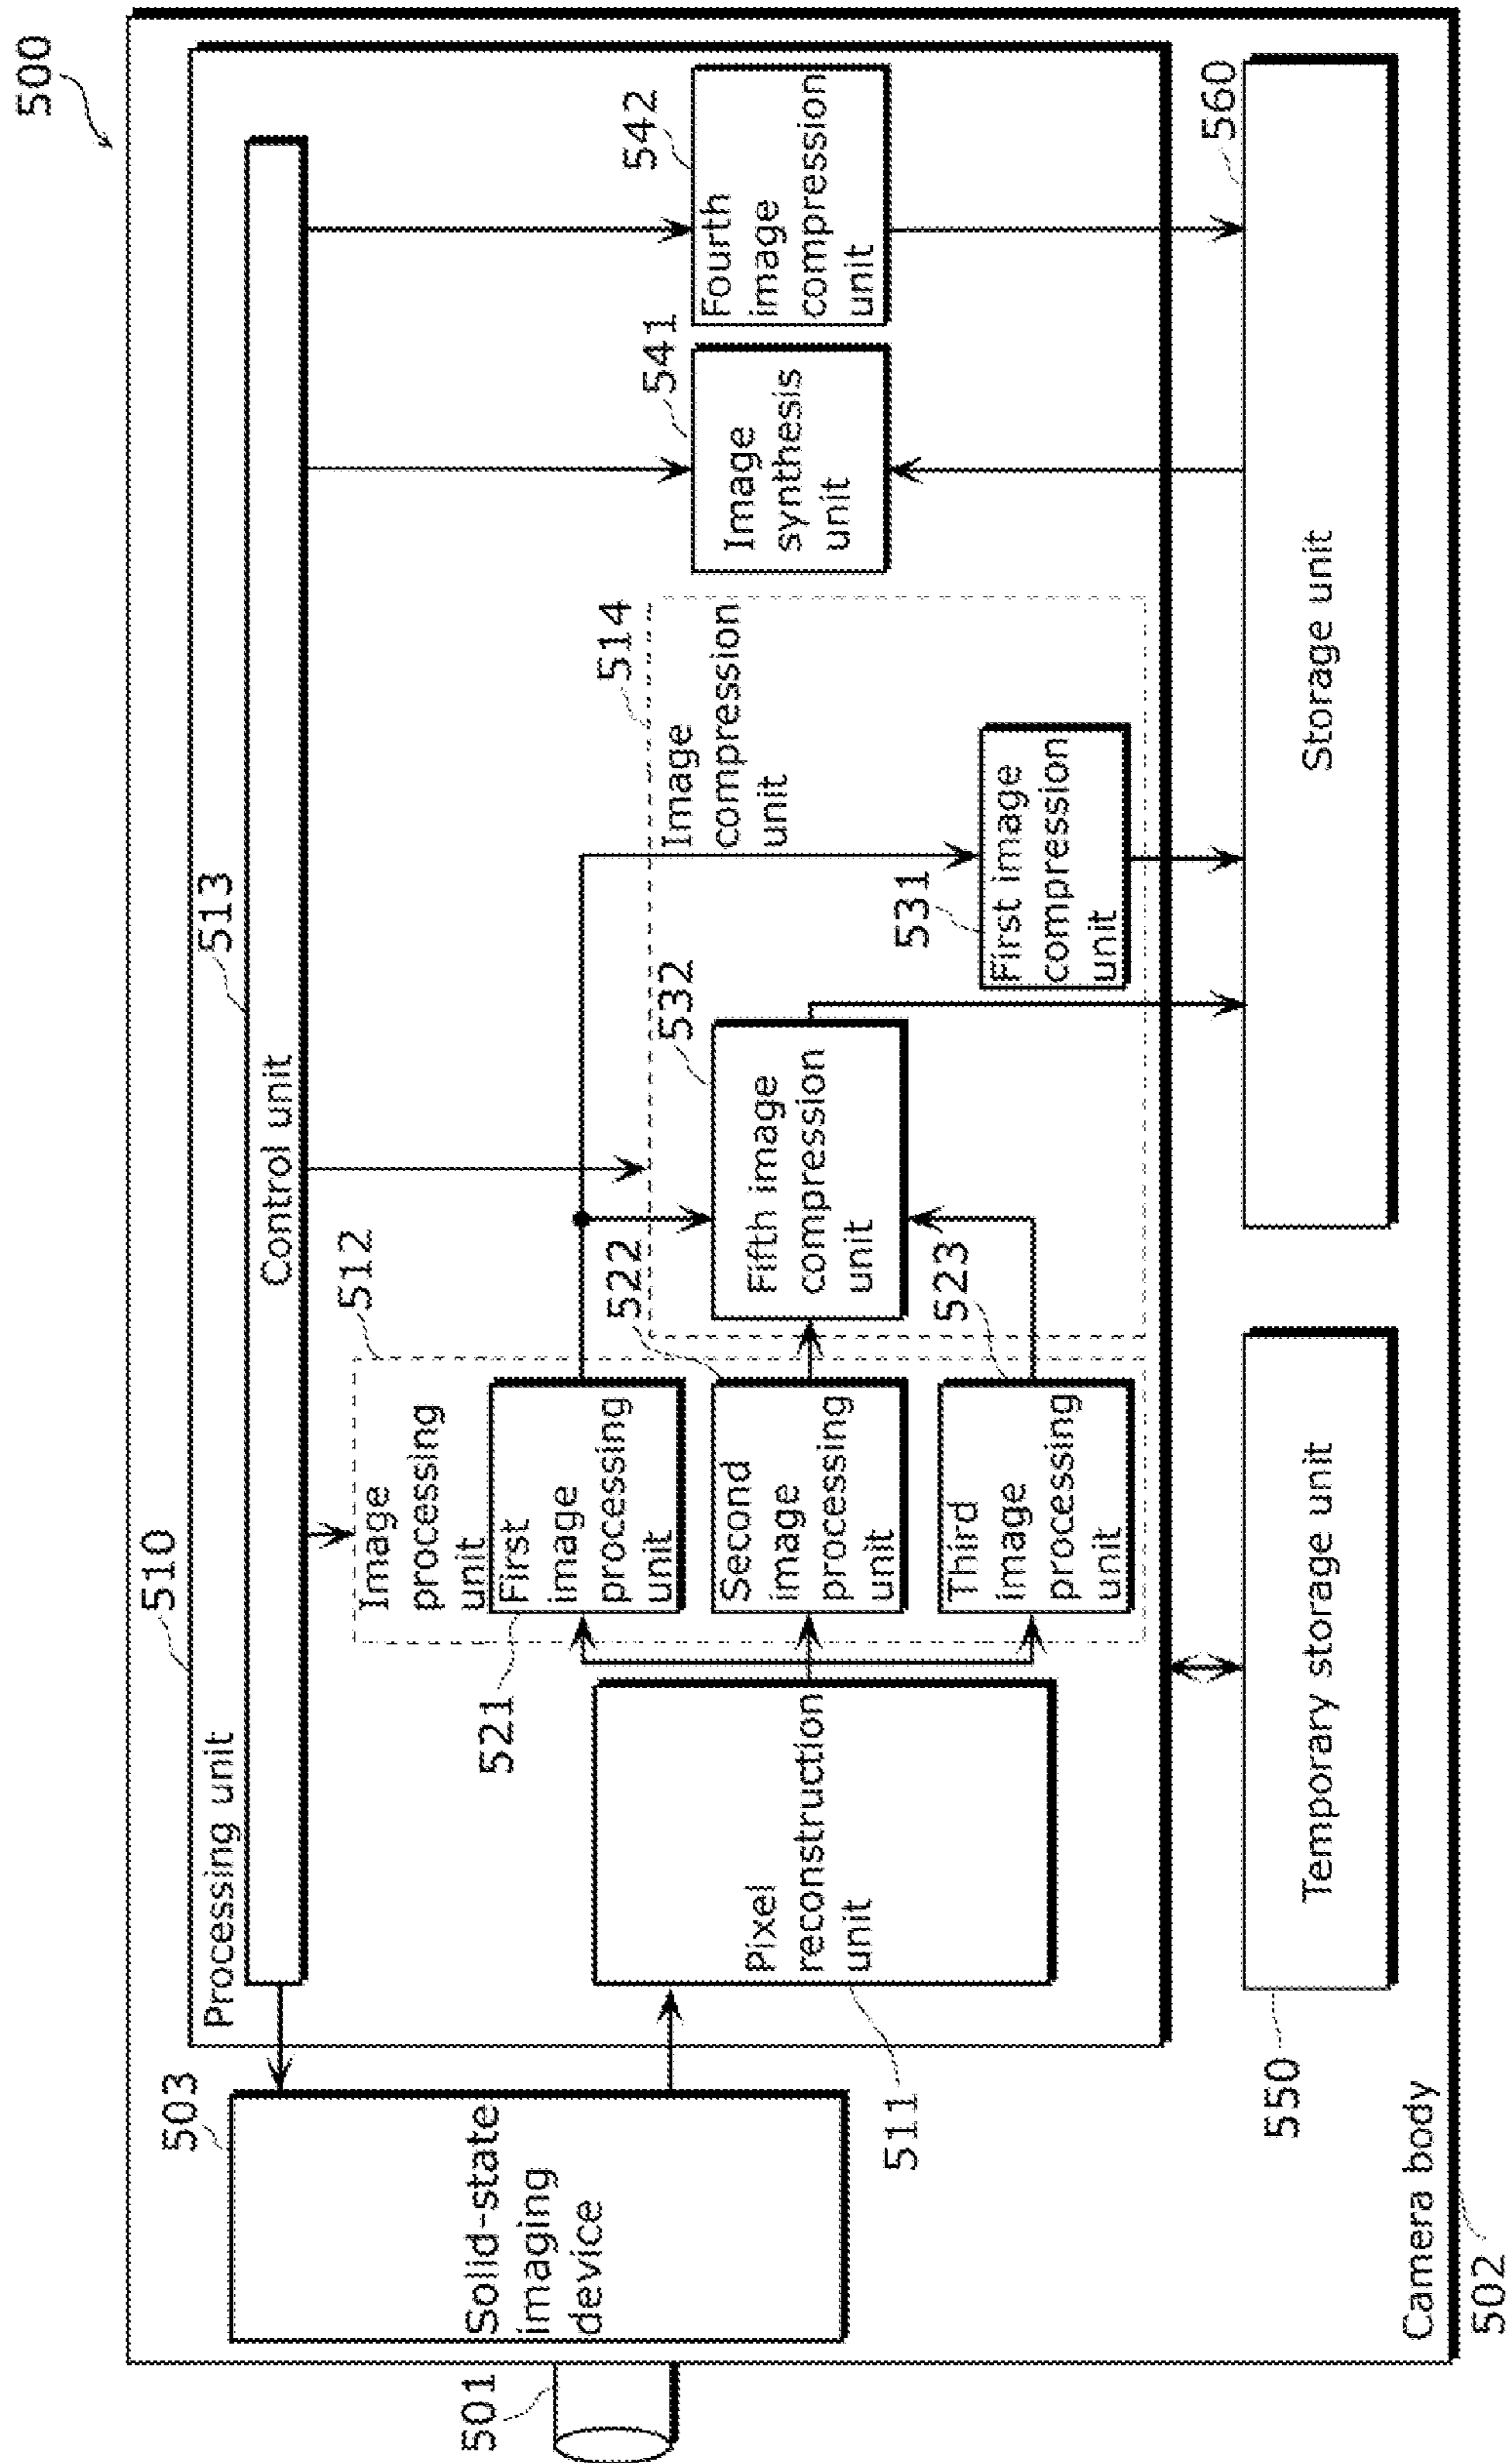 500
510
513
Processing unit
Control unit
503
Solid-state
imaging
device
501
512
Image
processing
unit
First
image
processing
unit
521
522
Second
image
processing
unit
523
Third
image
processing
unit
Pixel
reconstruction
unit
511
514
Image
compression
unit
532
Fifth image
compression
unit
531
First image
compression
unit
541
Image
synthesis
unit
542
Fourth
image
compression
unit
550
Temporary storage unit
560
Storage unit
Camera body
502